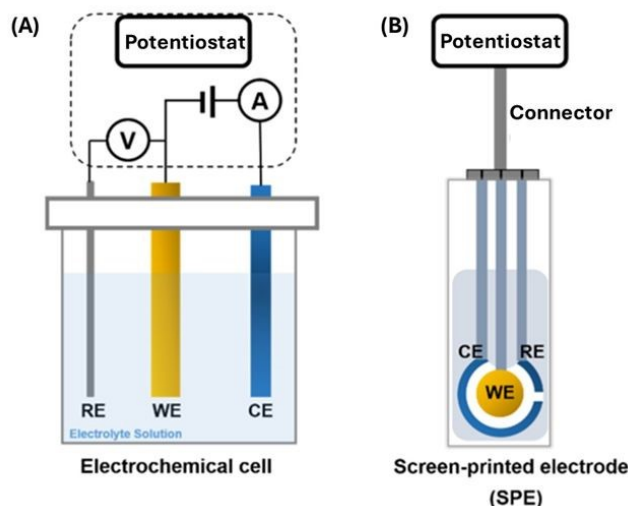 (A)
Potentiostat
V
A
RE
WE
CE
Electrolyte Solution
Electrochemical cell
(B)
Potentiostat
Connector
CE
RE
WE
Screen-printed electrode
(SPE)